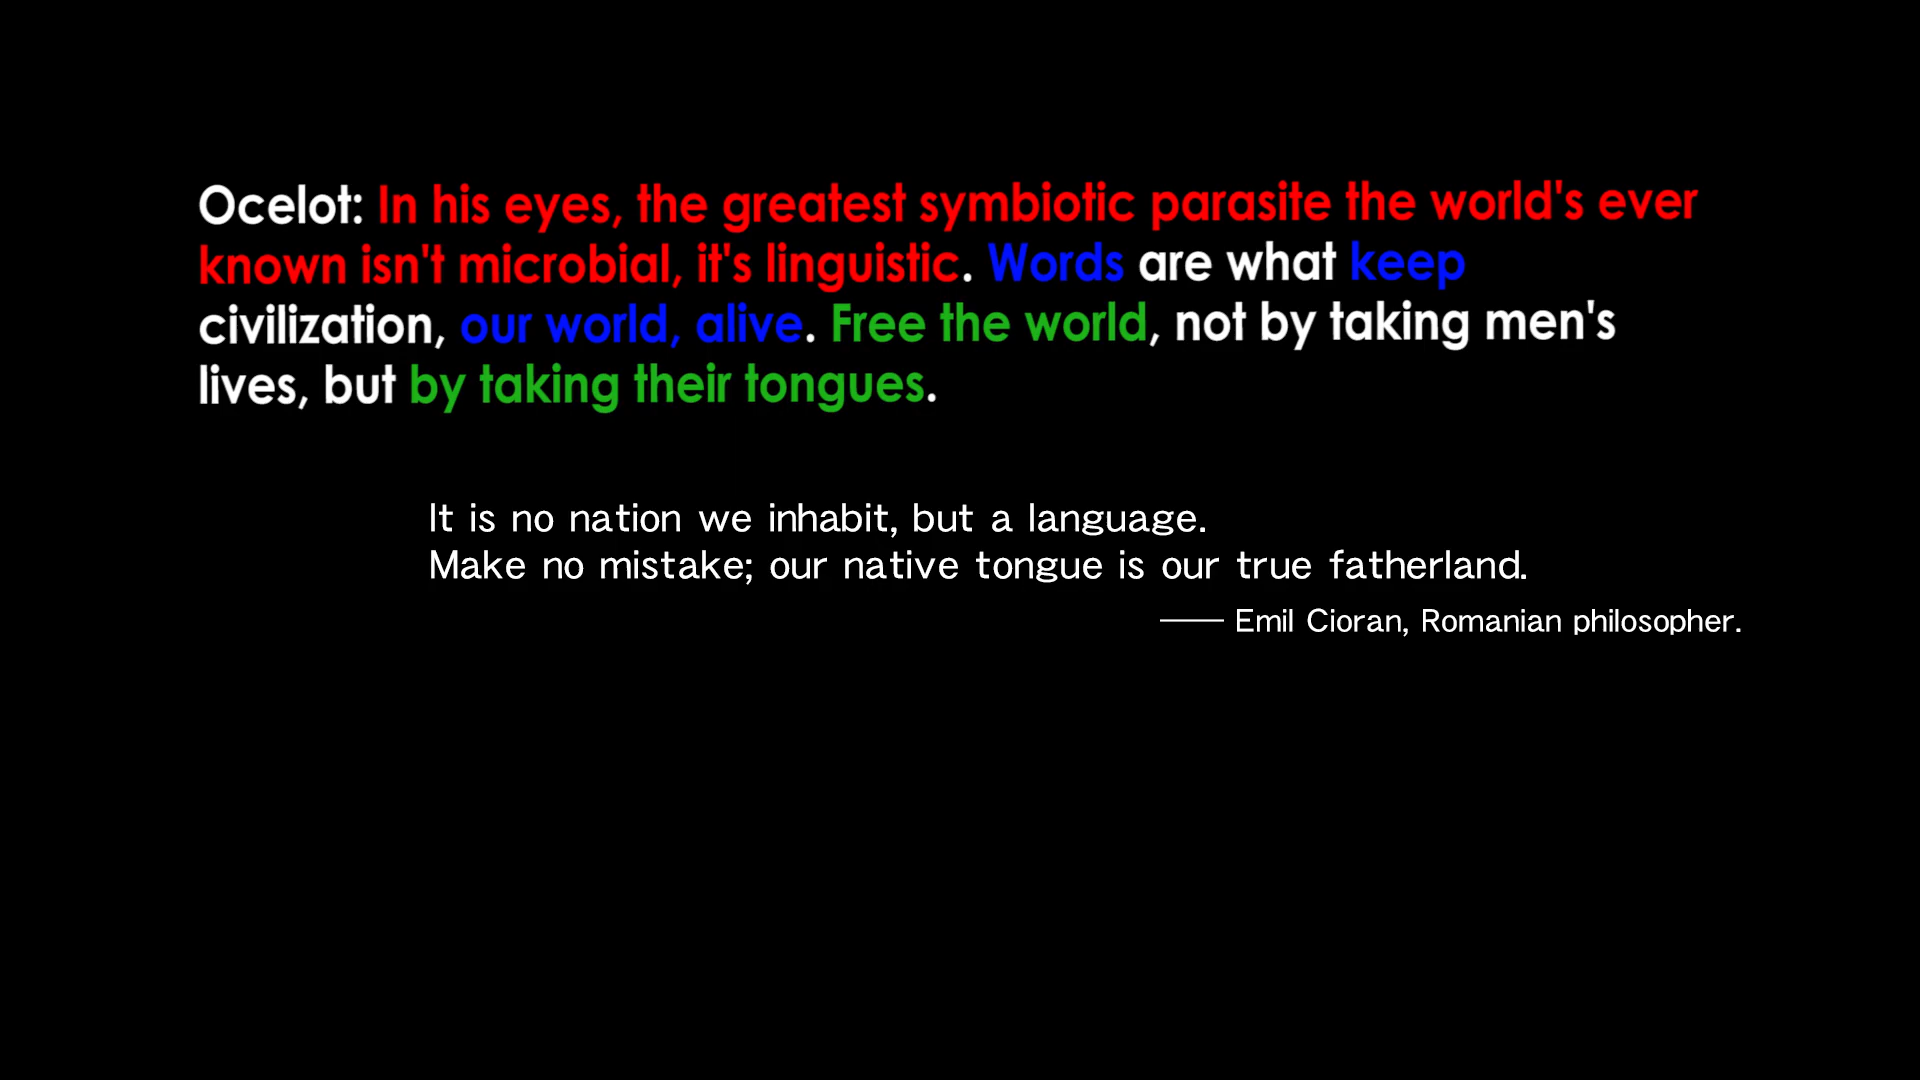 Ocelot: In his eyes, the greatest symbiotic parasite the world's ever
known isn't microbial, it's linguistic. Words are what keep
civilization, our world, alive. Free the world, not by taking men's
lives, but by taking their tongues.
It is no nation we inhabit, but a language.
Make no mistake; our native tongue is our true fatherland.
—— Emil Cioran, Romanian philosopher.